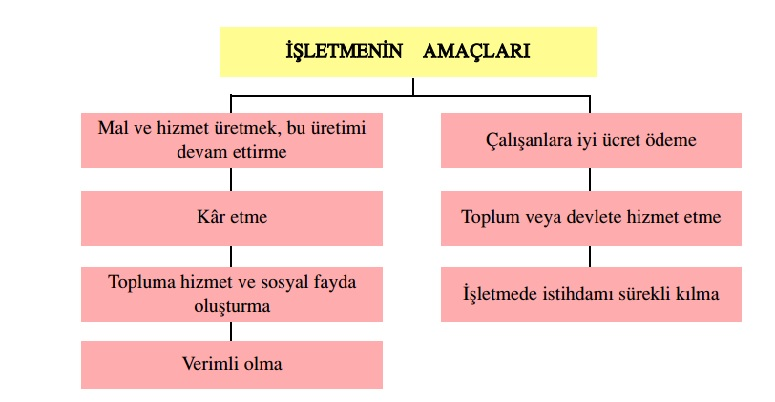 İŞLETMENİN AMAÇLARI
Mal ve hizmet üretmek, bu üretimi
devam ettirme
Kâr etme
Topluma hizmet ve sosyal fayda
oluşturma
Verimli olma
Çalışanlara iyi ücret ödeme
Toplum veya devlete hizmet etme
İşletmede istihdamı sürekli kılma